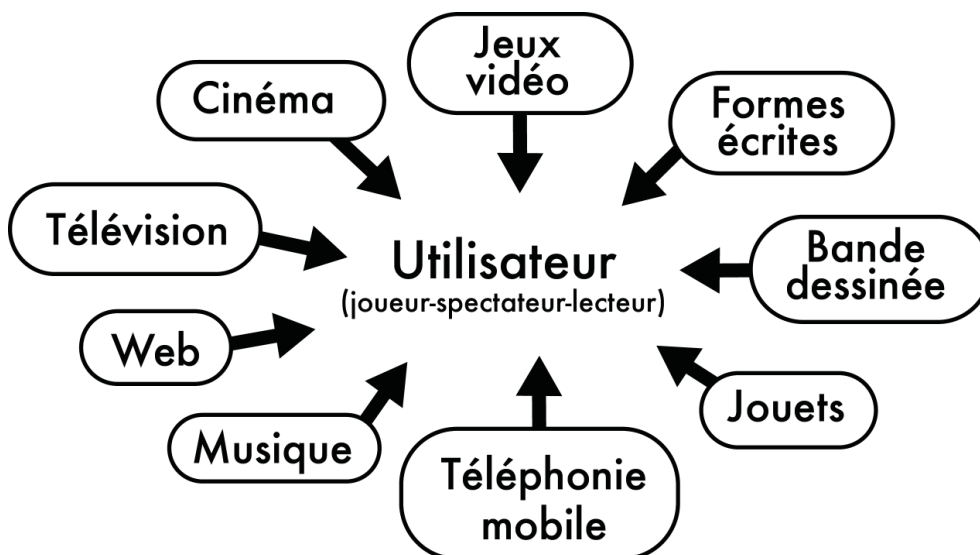 Jeux
vidéo
Cinéma
Formes
écrites
Télévision
Utilisateur
(joueur-spectateur-lecteur)
Bande
dessinée
Web
Jouets
Musique
Téléphonie
mobile